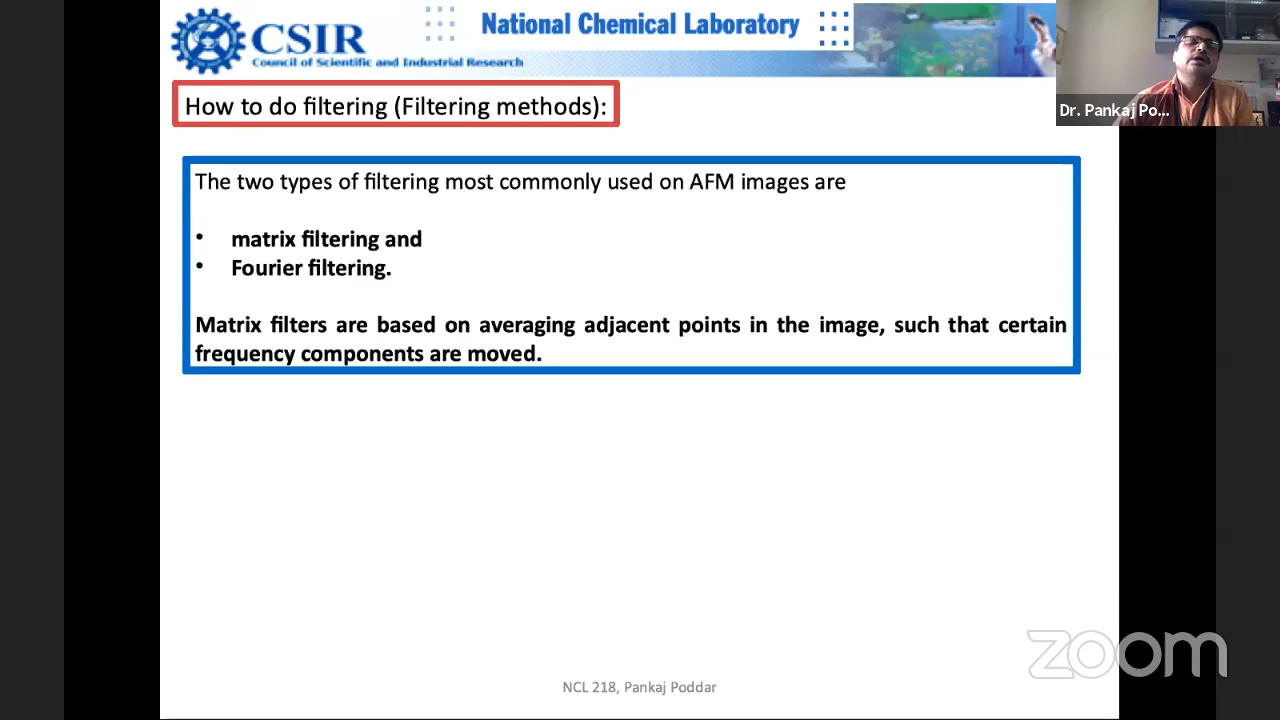 CSIR
Council of Scientific and Industrial Research
National Chemical Laboratory
Dr. Pankaj Po...
How to do filtering (Filtering methods):
The two types of filtering most commonly used on AFM images are
• matrix filtering and
• Fourier filtering.
Matrix filters are based on averaging adjacent points in the image, such that certain
frequency components are moved.
zoom
NCL 218, Pankaj Poddar